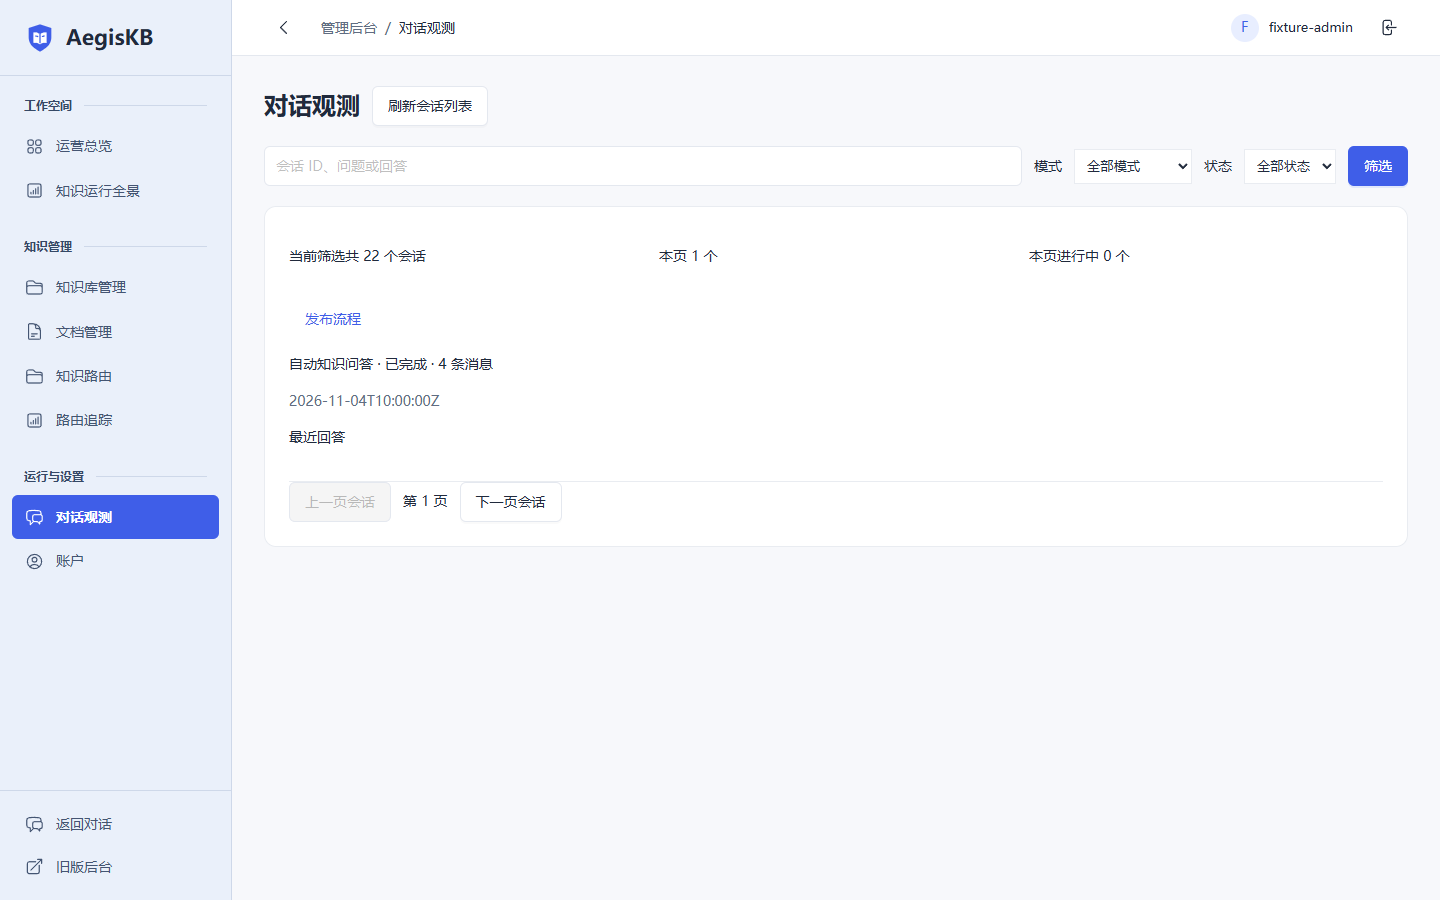 AegisKB
工作空间
运营总览
知识运行全景
知识管理
知识库管理
文档管理
知识路由
路由追踪
运行与设置
对话观测
账户
返回对话
旧版后台
管理后台 / 对话观测
F fixture-admin
对话观测 刷新会话列表
会话 ID、问题或回答 模式 全部模式 状态 全部状态 筛选
当前筛选共 22 个会话 本页 1 个 本页进行中 0 个
发布流程
自动知识问答 · 已完成 · 4 条消息
2026-11-04T10:00:00Z
最近回答
上一页会话 第 1 页 下一页会话